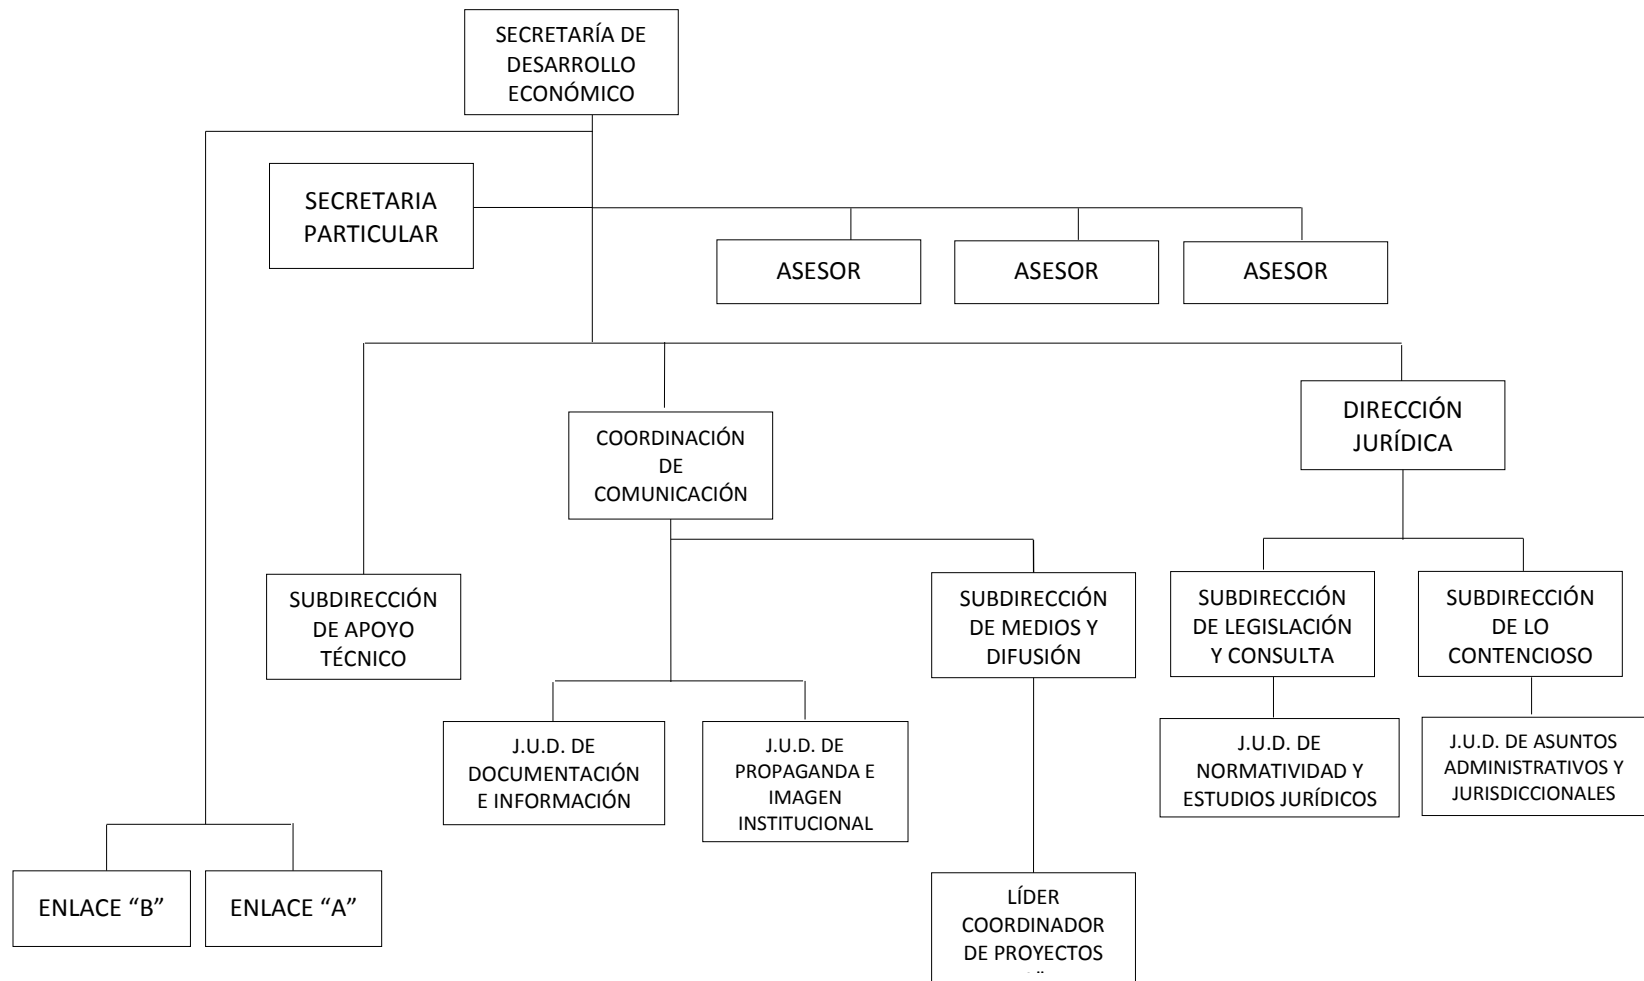 SECRETARÍA DE
DESARROLLO
ECONÓMICO
SECRETARIA
PARTICULAR
ASESOR
ASESOR
ASESOR
DIRECCIÓN
JURÍDICA
COORDINACIÓN
DE
COMUNICACIÓN
SUBDIRECCIÓN
DE APOYO
TÉCNICO
SUBDIRECCIÓN
DE MEDIOS Y
DIFUSIÓN
SUBDIRECCIÓN
DE LEGISLACIÓN
Y CONSULTA
SUBDIRECCIÓN
DE LO
CONTENCIOSO
J.U.D. DE
DOCUMENTACIÓN
E INFORMACIÓN
J.U.D. DE
PROPAGANDA E
IMAGEN
INSTITUCIONAL
J.U.D. DE
NORMATIVIDAD Y
ESTUDIOS JURÍDICOS
J.U.D. DE ASUNTOS
ADMINISTRATIVOS Y
JURISDICCIONALES
ENLACE “B”
ENLACE “A”
LÍDER
COORDINADOR
DE PROYECTOS